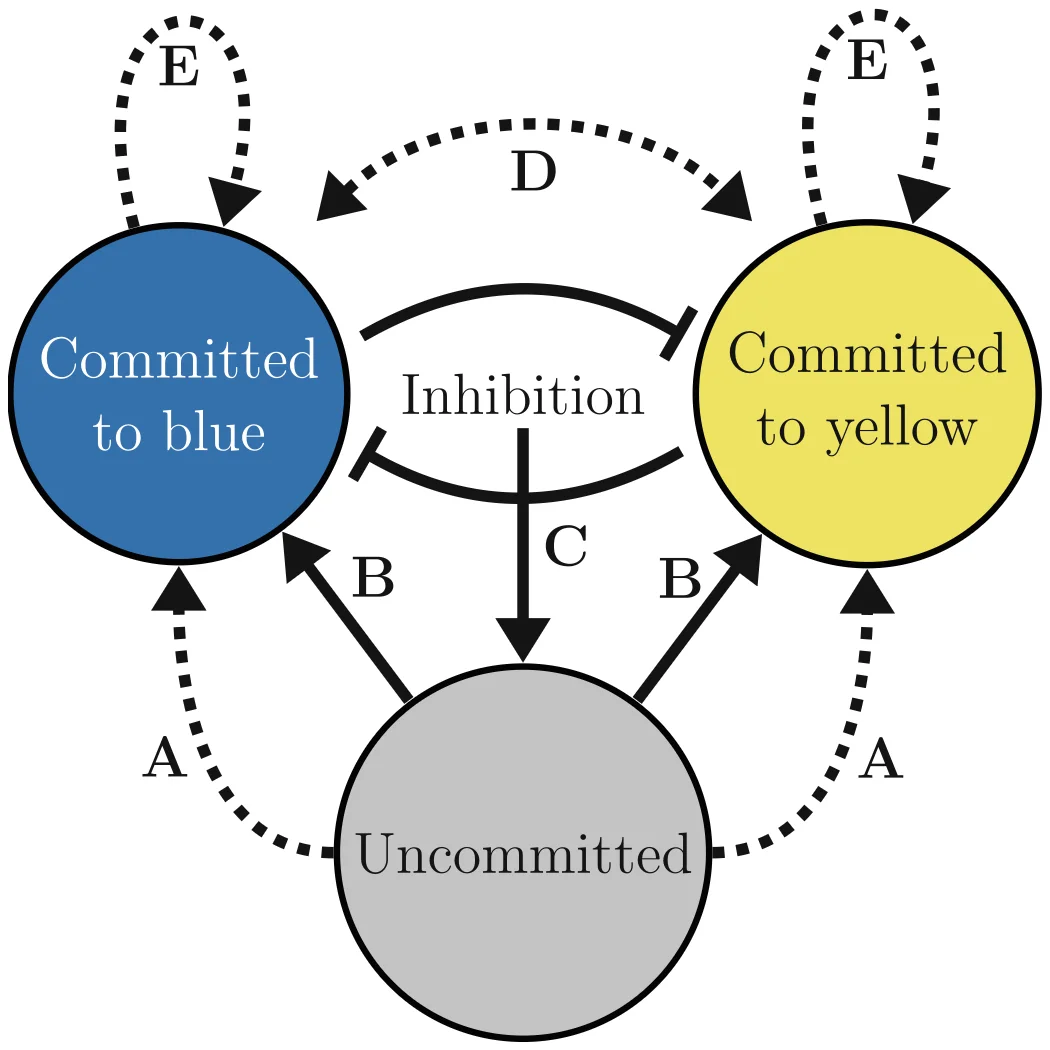 E
E
D
Committed
to blue
Committed
to yellow
Inhibition
C
B
B
A
A
Uncommitted